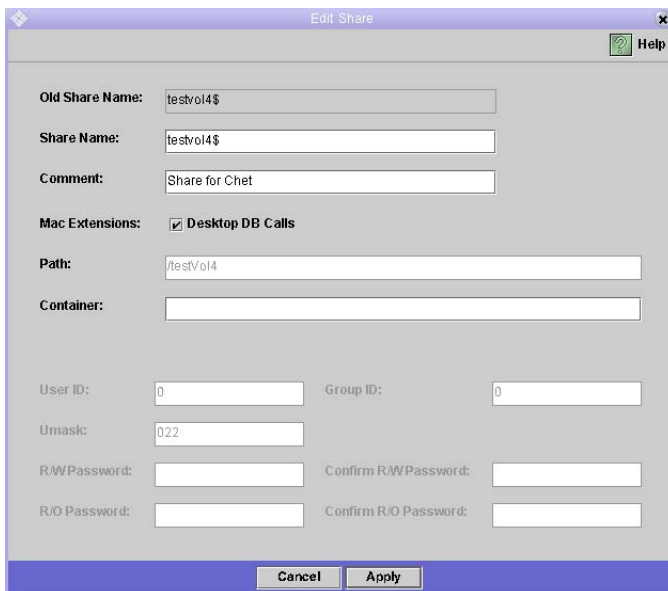 Edit Share
Help
Old Share Name: testvol4$
Share Name: testvol4$
Comment: Share for Chet
Mac Extensions: Desktop DB Calls
Path: /testVol4
Container:
User ID: 0 Group ID: 0
Umask: 022
R/W Password: Confirm R/W Password:
R/O Password: Confirm R/O Password:
Cancel Apply